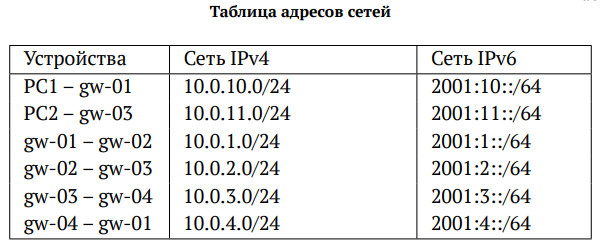 Таблица адресов сетей
Устройства Сеть IPv4 Сеть IPv6
PC1 – gw-01 10.0.10.0/24 2001:10::/64
PC2 – gw-03 10.0.11.0/24 2001:11::/64
gw-01 – gw-02 10.0.1.0/24 2001:1::/64
gw-02 – gw-03 10.0.2.0/24 2001:2::/64
gw-03 – gw-04 10.0.3.0/24 2001:3::/64
gw-04 – gw-01 10.0.4.0/24 2001:4::/64